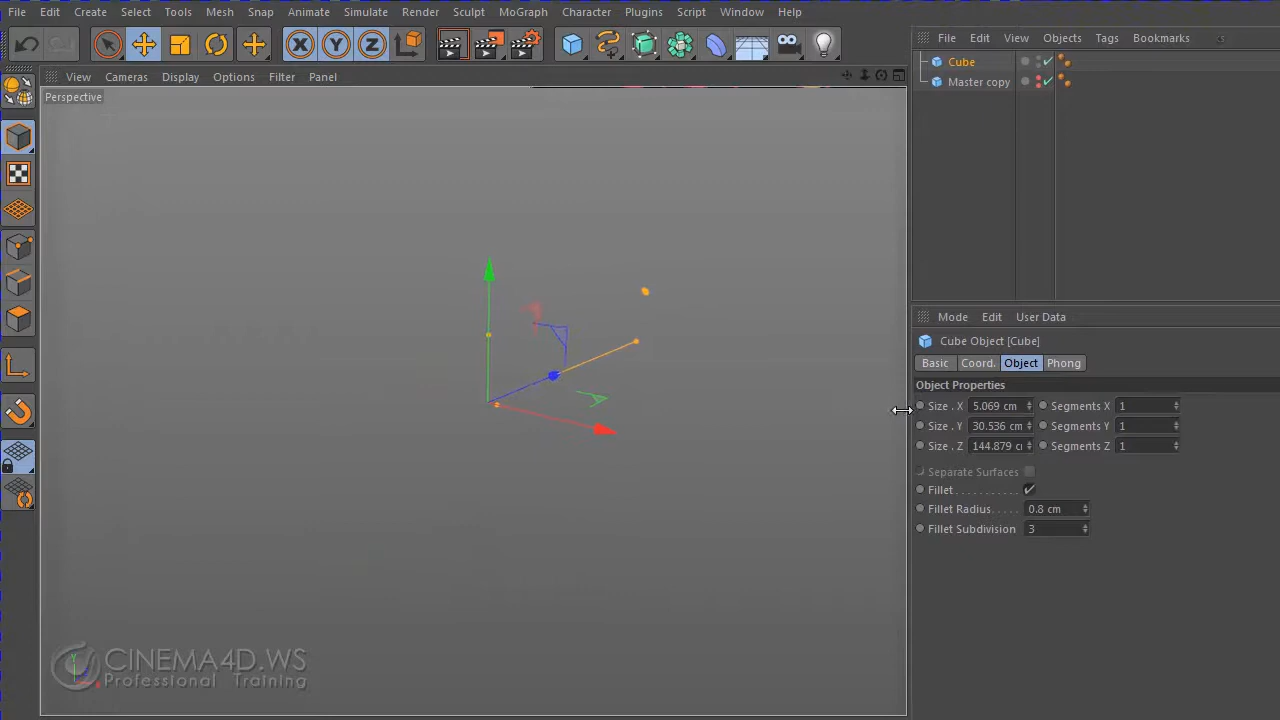 File Edit Create Select Tools Mesh Snap Animate Simulate Render Sculpt MoGraph Character Plugins Script Window Help
X Y Z
File Edit View Objects Tags Bookmarks
Cube
Master copy
View Cameras Display Options Filter Panel
Perspective
Mode Edit User Data
Cube Object [Cube]
Basic Coord. Object Phong
Object Properties
Size . X 5.069 cm Segments X 1
Size . Y 30.536 cm Segments Y 1
Size . Z 144.879 c Segments Z 1
Separate Surfaces
Fillet . . . . . . . . . . .
Fillet Radius. . . . . 0.8 cm
Fillet Subdivision 3
Y
CINEMA4D.WS
Professional Training